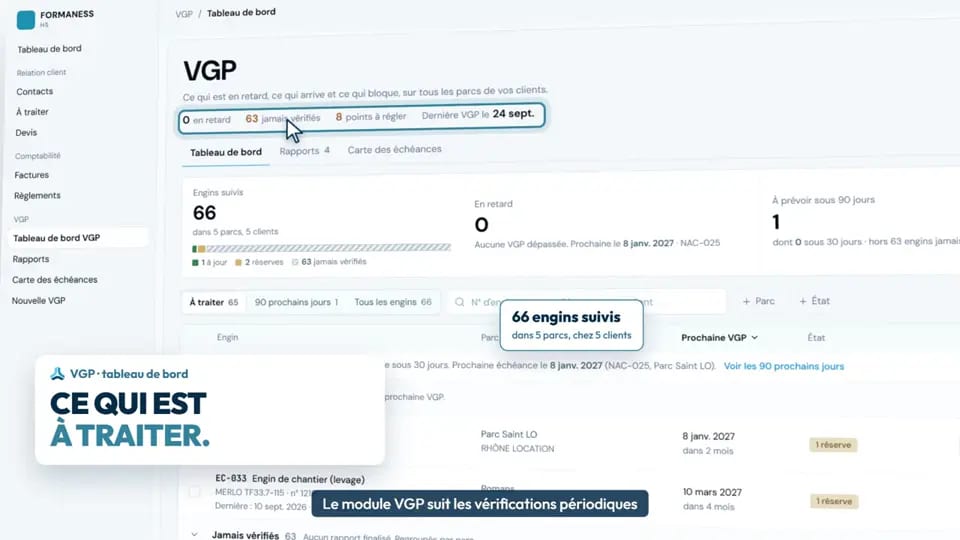 FORMANESS
HS
VGP / Tableau de bord
Tableau de bord
Relation client
Contacts
À traiter
Devis
Comptabilité
Factures
Règlements
VGP
Tableau de bord VGP
Rapports
Carte des échéances
Nouvelle VGP
VGP
Ce qui est en retard, ce qui arrive et ce qui bloque, sur tous les parcs de vos clients.
0 en retard 63 jamais vérifiés 8 points à régler Dernière VGP le 24 sept.
Tableau de bord Rapports 4 Carte des échéances
Engins suivis
66
dans 5 parcs, 5 clients
1 à jour 2 réserves 63 jamais vérifiés
En retard
0
Aucune VGP dépassée. Prochaine le 8 janv. 2027 · NAC-025
À prévoir sous 90 jours
1
dont 0 sous 30 jours · hors 63 engins jamais
À traiter 65 90 prochains jours 1 Tous les engins 66
N° d'en
+ Parc + État
66 engins suivis
dans 5 parcs, chez 5 clients
Engin Parc Prochaine VGP État
sous 30 jours. Prochaine échéance le 8 janv. 2027 (NAC-025, Parc Saint LO). Voir les 90 prochains jours
prochaine VGP.
VGP · tableau de bord
CE QUI EST
À TRAITER.
Parc Saint LO
RHÔNE LOCATION
8 janv. 2027
dans 2 mois
1 réserve
EC-033 Engin de chantier (levage)
MERLO TF33.7-115 · n°
Dernière : 10 sept. 2026
Romans
10 mars 2027
dans 4 mois
1 réserve
Le module VGP suit les vérifications périodiques
Jamais vérifiés 63 Aucun rapport finalisé.